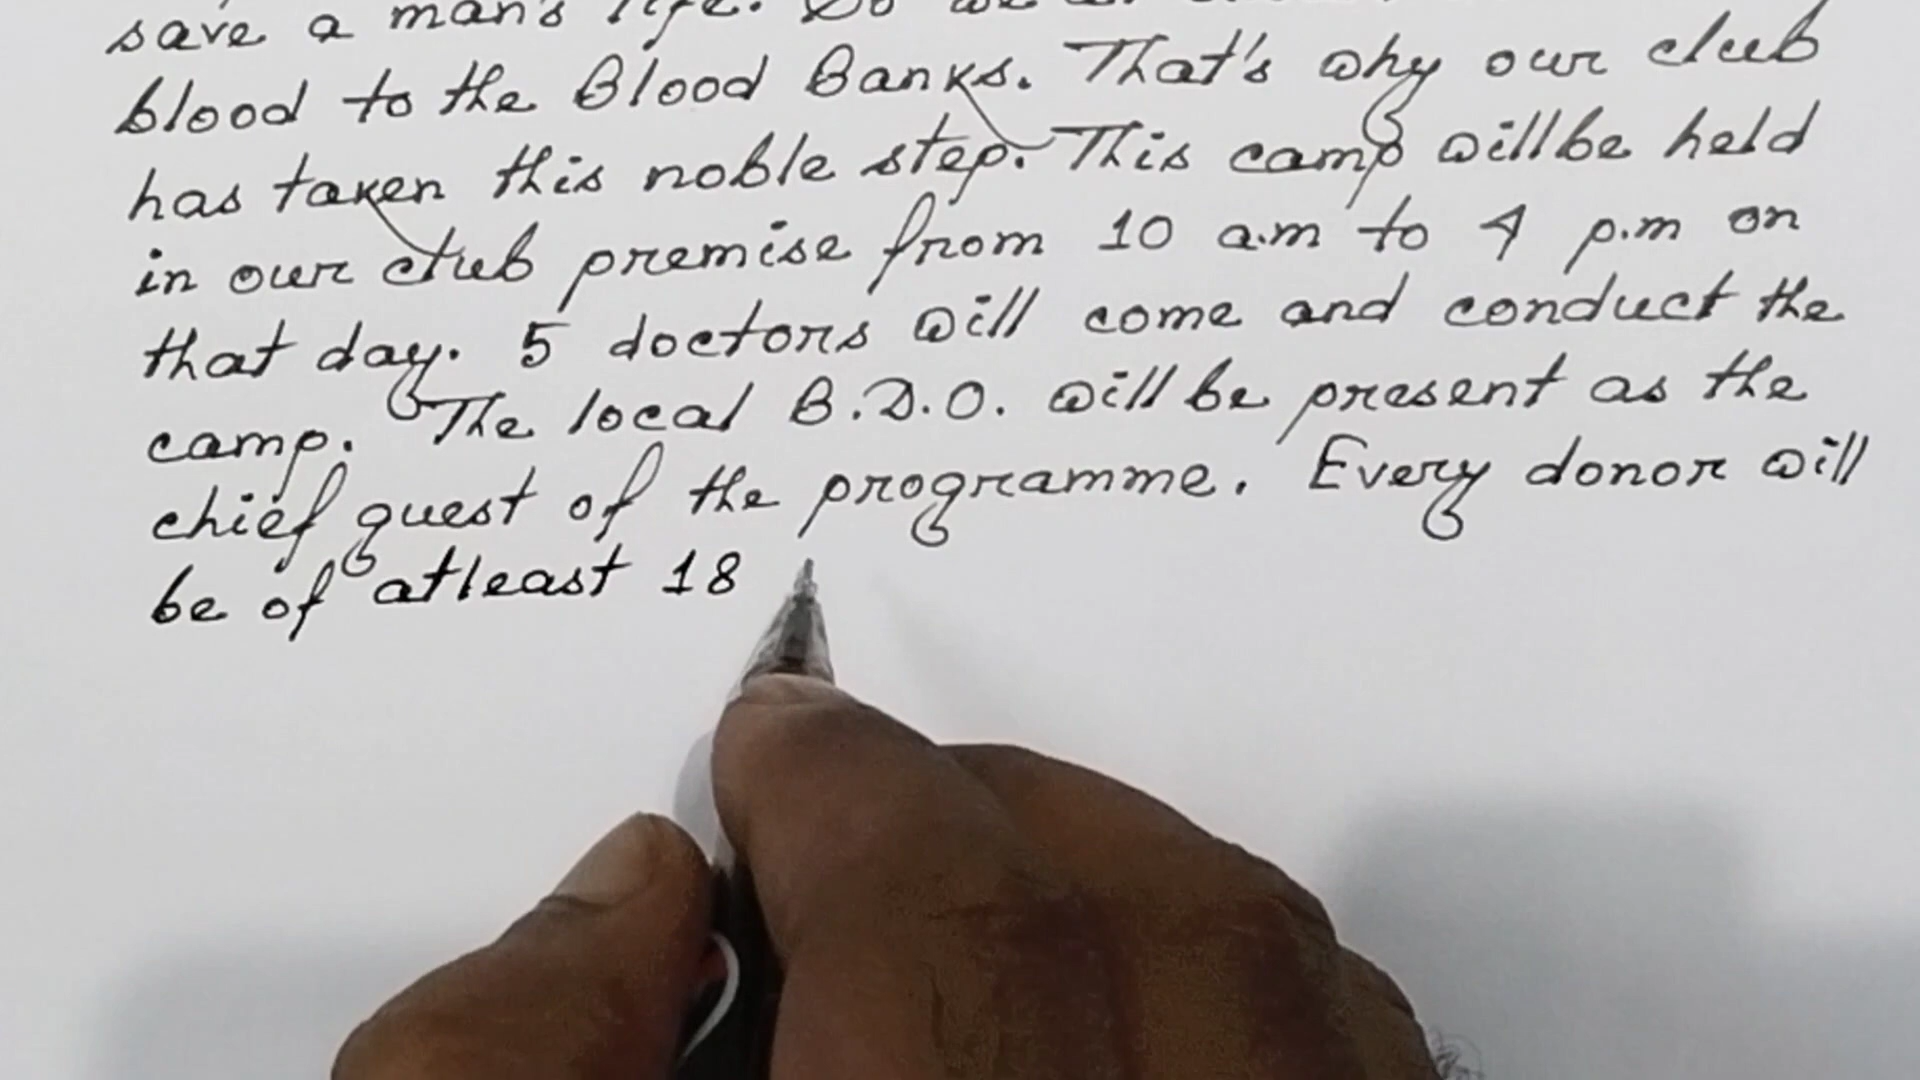 save a man's life. So we
blood to the Blood Banks. That's why our club
has taken this noble step. This camp will be held
in our club premise from 10 a.m to 4 p.m on
that day. 5 doctors will come and conduct the
camp. The local B.D.O. will be present as the
chief guest of the programme. Every donor will
be of atleast 18